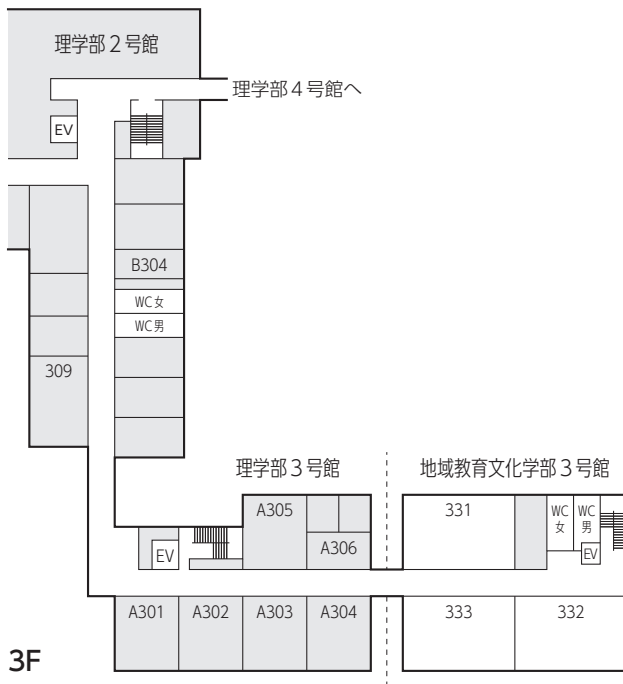 理学部２号館
理学部４号館へ
EV
B304
WC女
WC男
309
理学部３号館
地域教育文化学部３号館
A305
331
WC
女
WC
男
A306
EV
EV
A301
A302
A303
A304
333
332
3F